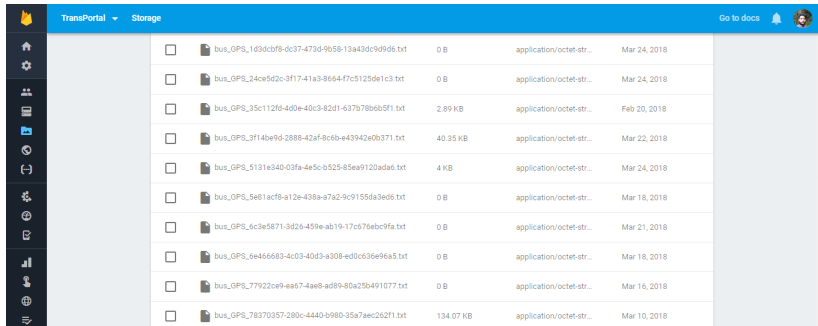 TransPortal Storage Go to docs
bus_GPS_1d3dcbf8-dc37-473d-9b58-13a43dc9d9d6.txt 0 B application/octet-str... Mar 24, 2018
bus_GPS_24ce5d2c-3f17-41a3-8664-f7c5125de1c3.txt 0 B application/octet-str... Mar 24, 2018
bus_GPS_35c112fd-4d0e-40c3-82d1-637b78b6b5f1.txt 2.89 KB application/octet-str... Feb 20, 2018
bus_GPS_3f14be9d-2888-42af-8c6b-e43942e0b371.txt 40.35 KB application/octet-str... Mar 22, 2018
bus_GPS_5131e340-03fa-4e5c-b525-85ea9120ada6.txt 4 KB application/octet-str... Mar 24, 2018
bus_GPS_5e81acf8-a12e-438a-a7a2-9c9155da3ed6.txt 0 B application/octet-str... Mar 18, 2018
bus_GPS_6c3e5871-3d26-459e-ab19-17c676ebc9fa.txt 0 B application/octet-str... Mar 21, 2018
bus_GPS_6e466683-4c03-40d3-a308-ed0c636e96a5.txt 0 B application/octet-str... Mar 18, 2018
bus_GPS_77922ce9-ea67-4ae8-ad89-80a25b491077.txt 0 B application/octet-str... Mar 16, 2018
bus_GPS_78370357-280c-4440-b980-35a7aec262f1.txt 134.07 KB application/octet-str... Mar 10, 2018